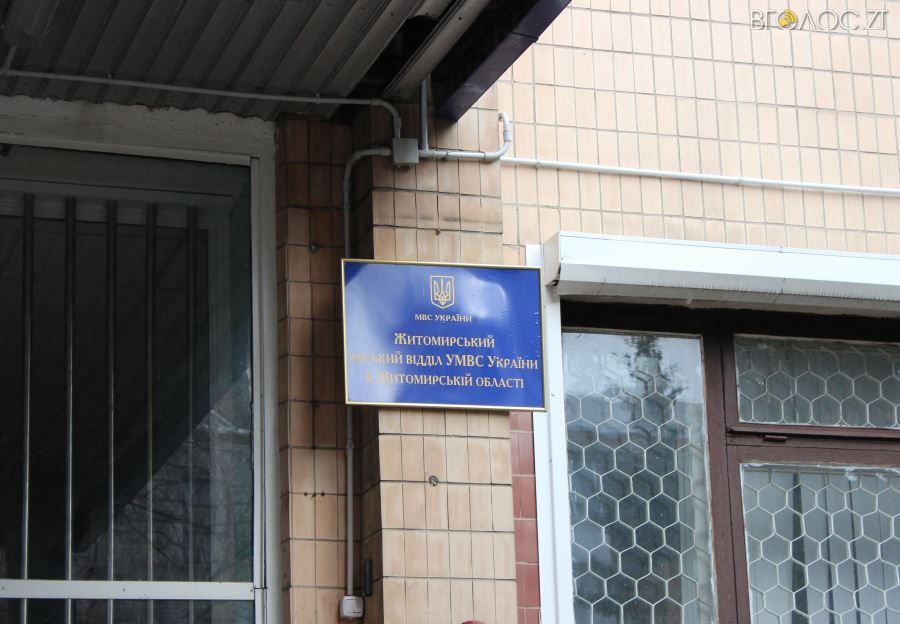 ВГОЛОС.ZT
МВС УКРАЇНИ
ЖИТОМИРСЬКИЙ
МІСЬКИЙ ВІДДІЛ УМВС УКРАЇНИ
В ЖИТОМИРСЬКІЙ ОБЛАСТІ